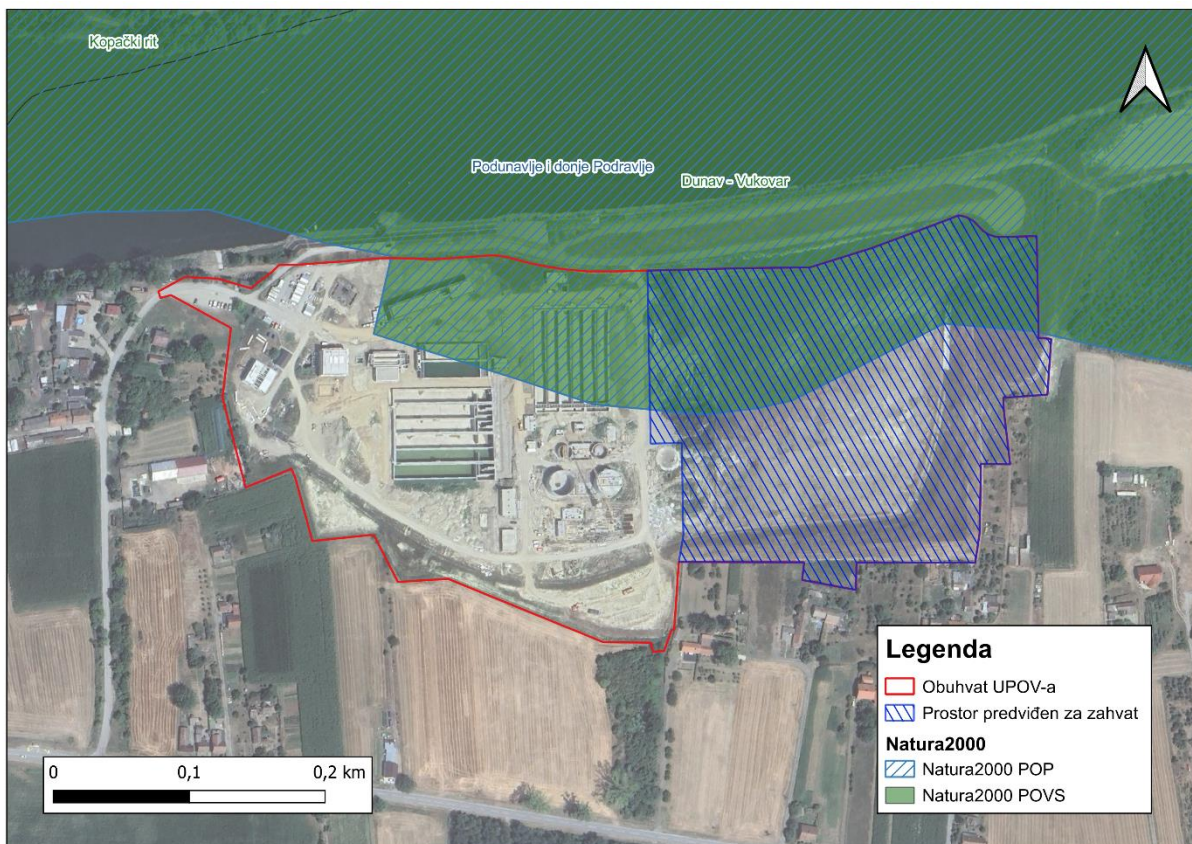 Kopački rit
Podunavlje i donje Podravlje
Dunav - Vukovar
Legenda
Obuhvat UPOV-a
Prostor predviđen za zahvat
Natura2000
Natura2000 POP
Natura2000 POVS
0 0,1 0,2 km